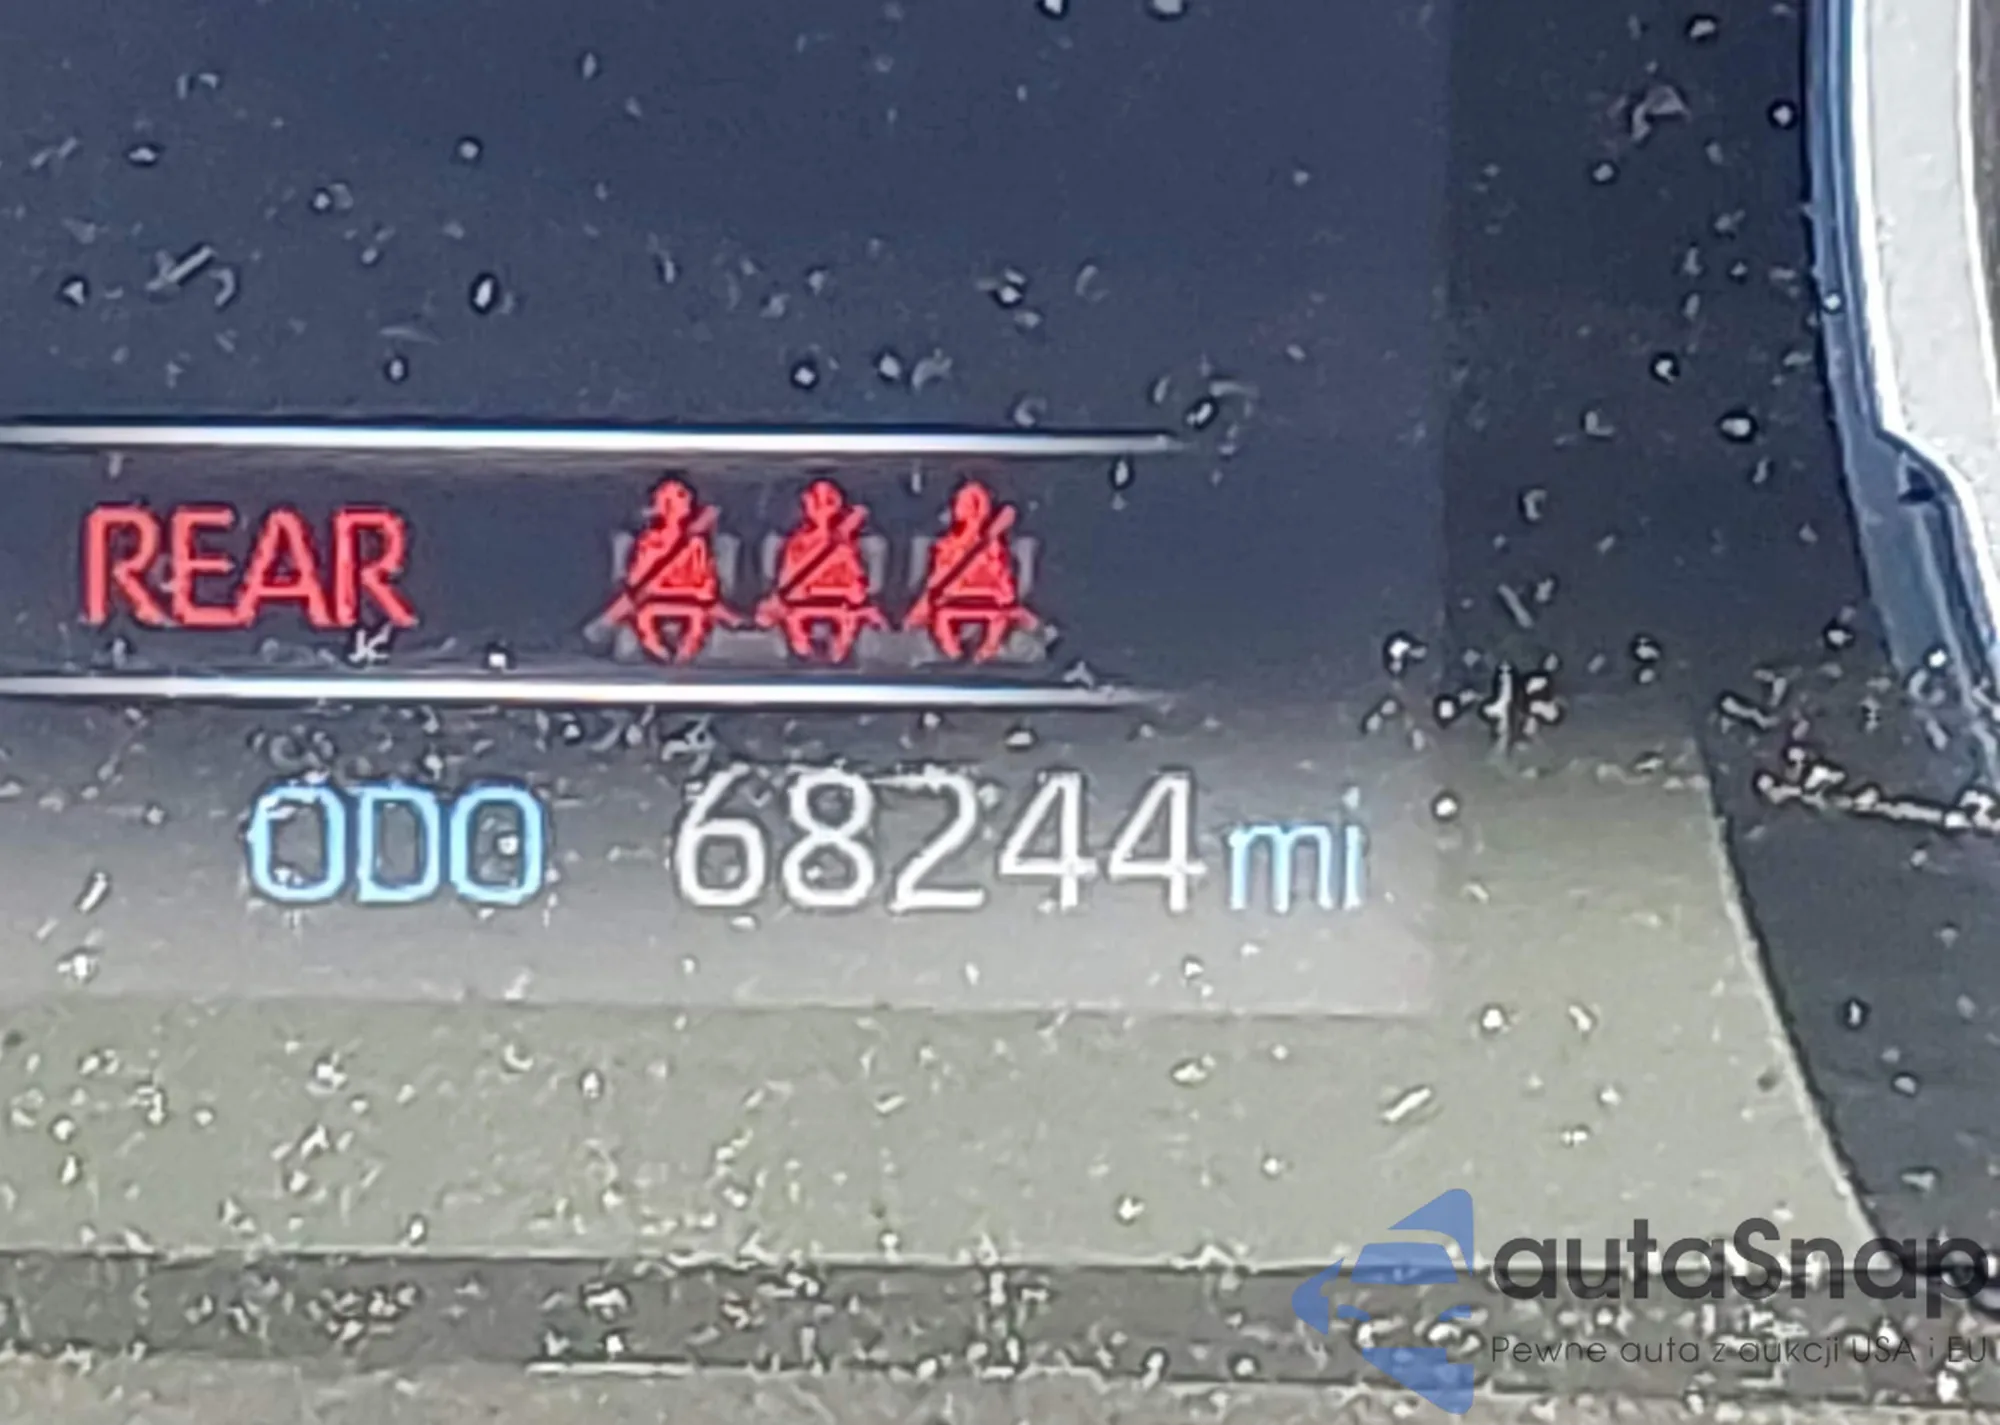 REAR
ODO 68244 mi
autaSnap
Pewne auta z aukcji USA i EU